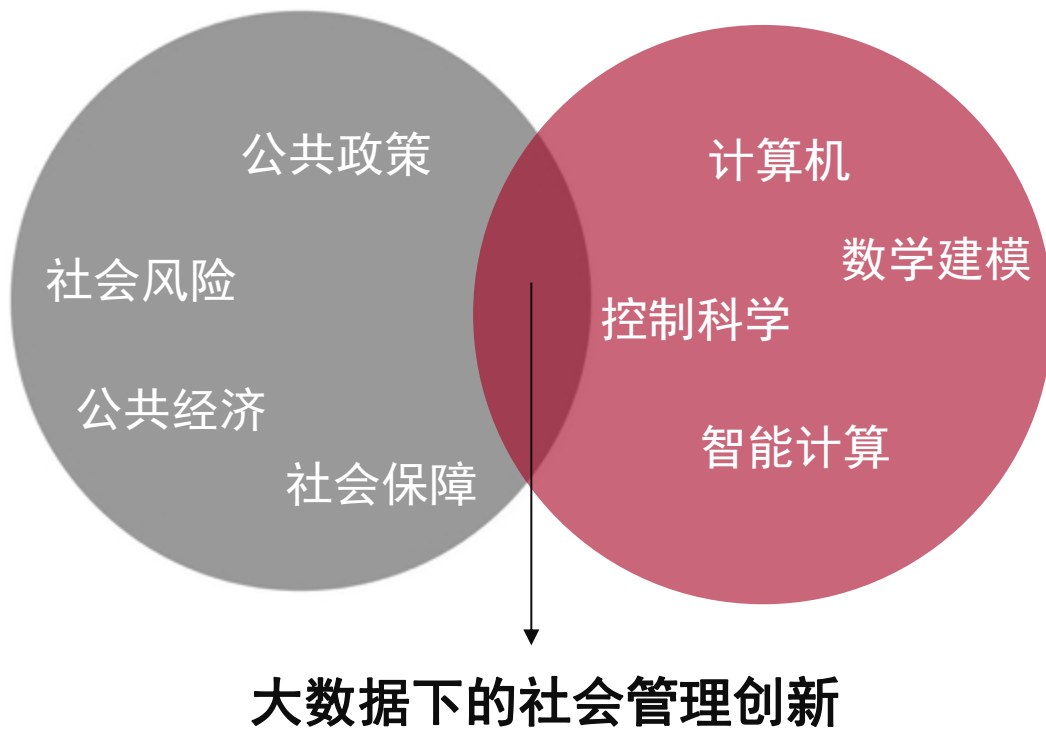 公共政策
社会风险
公共经济
社会保障
计算机
数学建模
控制科学
智能计算
大数据下的社会管理创新